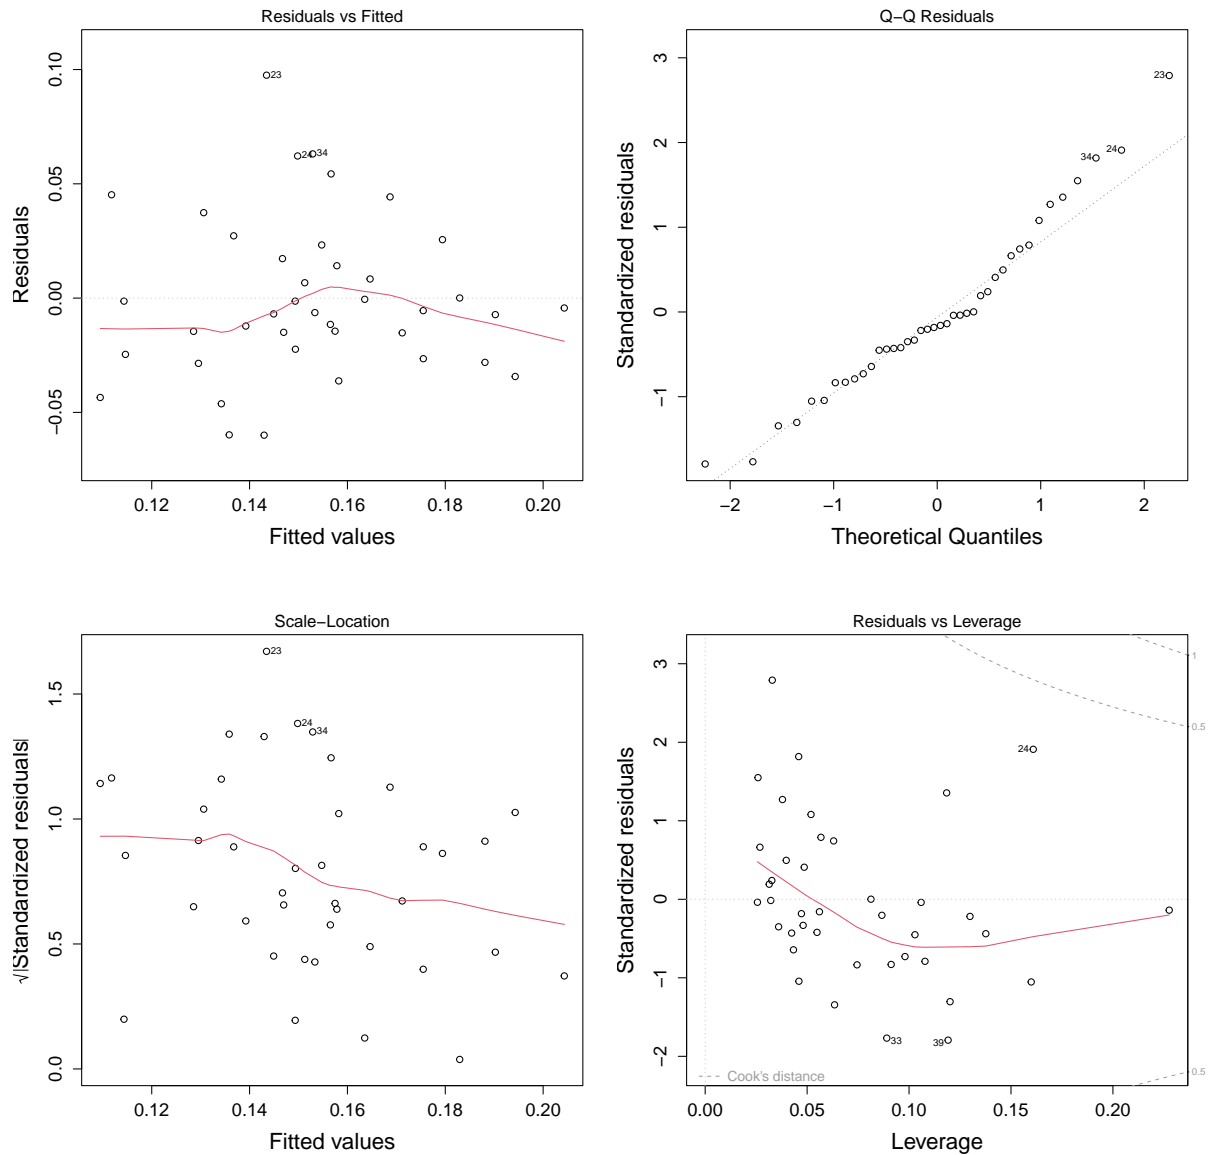 Residuals vs Fitted
Residuals
0.10
0.05
0.00
−0.05
23
24
34
0.12 0.14 0.16 0.18 0.20
Fitted values
Q−Q Residuals
Standardized residuals
3
2
1
0
−1
23
24
34
−2 −1 0 1 2
Theoretical Quantiles
Scale−Location
√|Standardized residuals|
1.5
1.0
0.5
0.0
23
24
34
0.12 0.14 0.16 0.18 0.20
Fitted values
Residuals vs Leverage
Standardized residuals
3
2
1
0
−1
−2
1
0.5
24
33
39
0.5
Cook's distance
0.00 0.05 0.10 0.15 0.20
Leverage